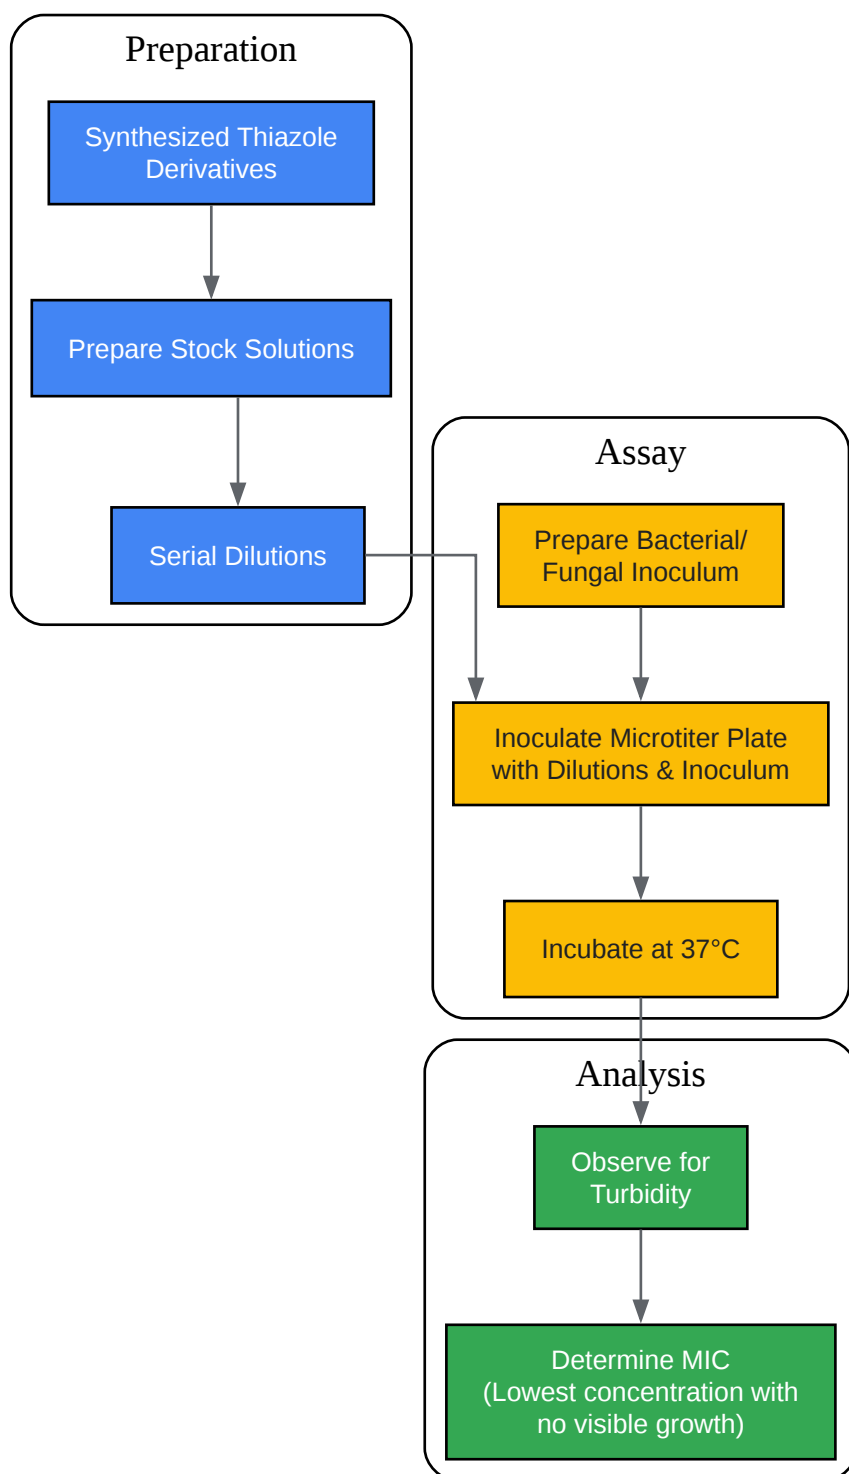 Preparation
Synthesized Thiazole
Derivatives
Prepare Stock Solutions
Serial Dilutions
Assay
Prepare Bacterial/
Fungal Inoculum
Inoculate Microtiter Plate
with Dilutions & Inoculum
Incubate at 37°C
Analysis
Observe for
Turbidity
Determine MIC
(Lowest concentration with
no visible growth)